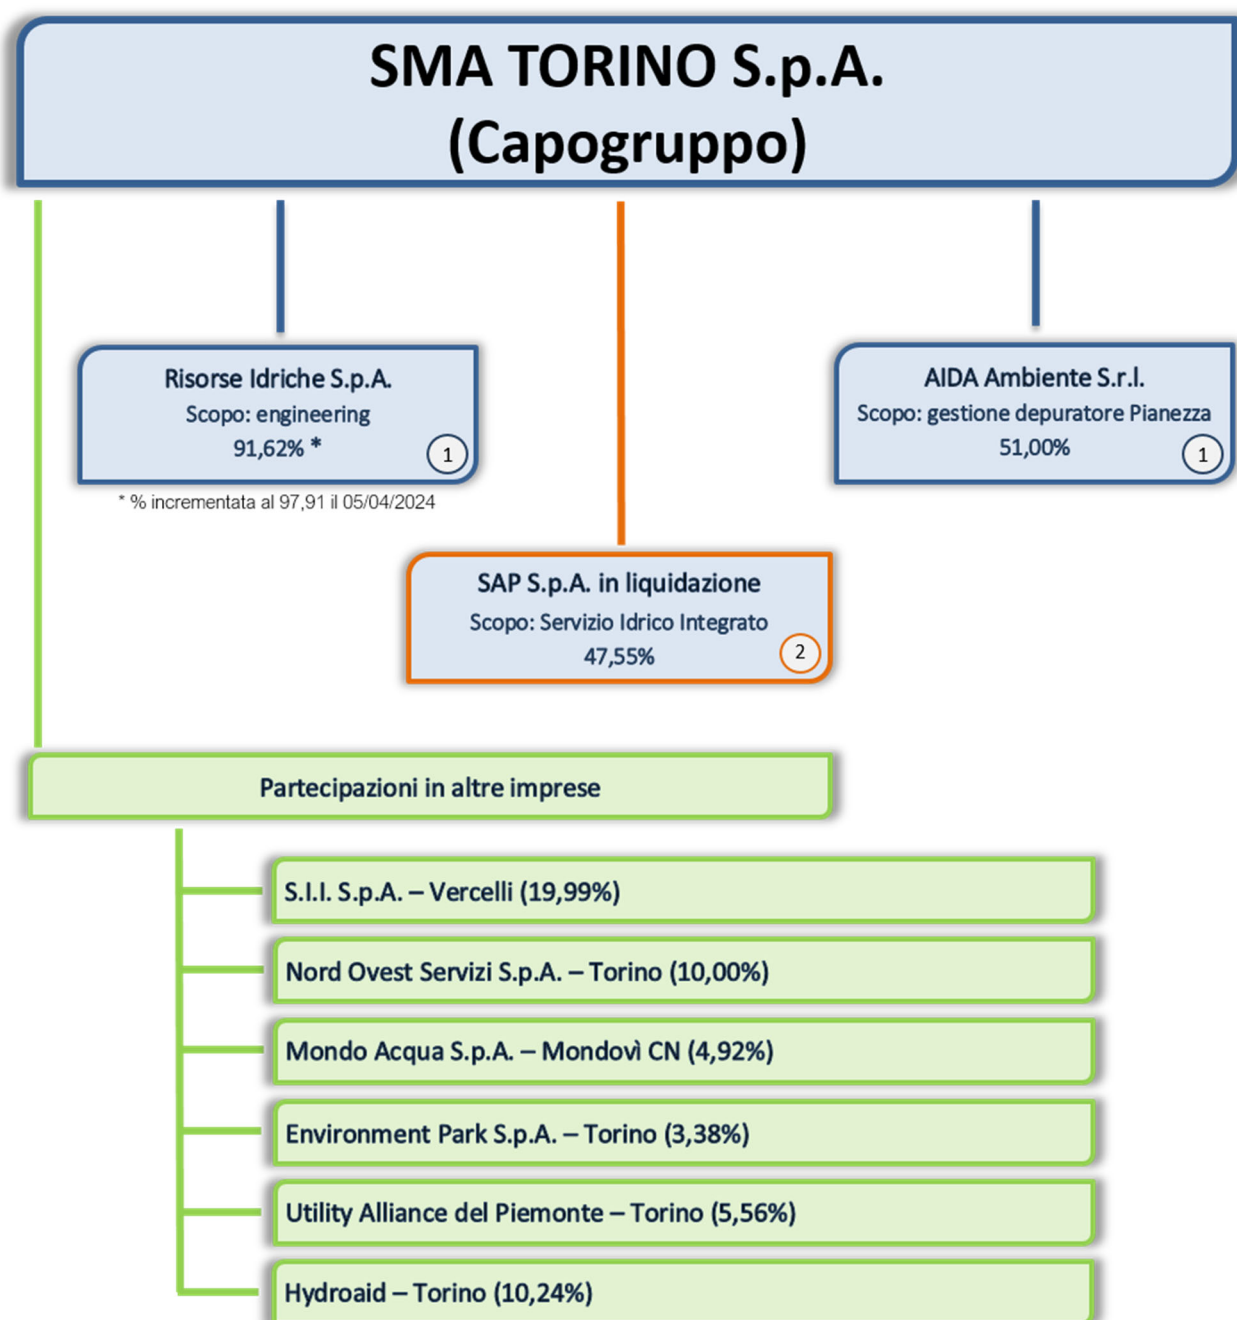 SMA TORINO S.p.A.
(Capogruppo)
Risorse Idriche S.p.A.
Scopo: engineering
91,62% *
1
* % incrementata al 97,91 il 05/04/2024
AIDA Ambiente S.r.l.
Scopo: gestione depuratore Pianezza
51,00%
1
SAP S.p.A. in liquidazione
Scopo: Servizio Idrico Integrato
47,55%
2
Partecipazioni in altre imprese
S.I.I. S.p.A. – Vercelli (19,99%)
Nord Ovest Servizi S.p.A. – Torino (10,00%)
Mondo Acqua S.p.A. – Mondovì CN (4,92%)
Environment Park S.p.A. – Torino (3,38%)
Utility Alliance del Piemonte – Torino (5,56%)
Hydroaid – Torino (10,24%)